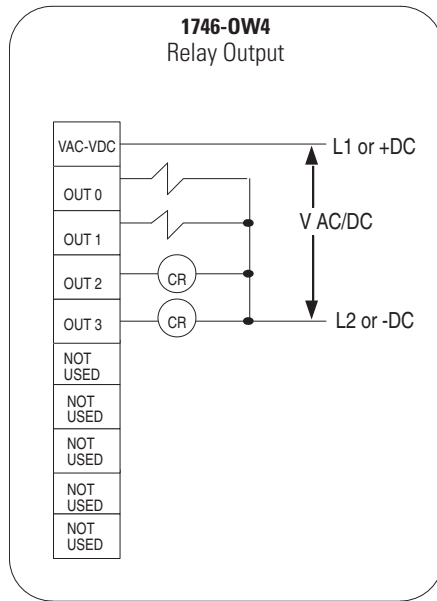 1746-OW4
Relay Output
VAC-VDC
L1 or +DC
OUT 0
OUT 1
V AC/DC
OUT 2
CR
OUT 3
CR
L2 or -DC
NOT
USED
NOT
USED
NOT
USED
NOT
USED
NOT
USED